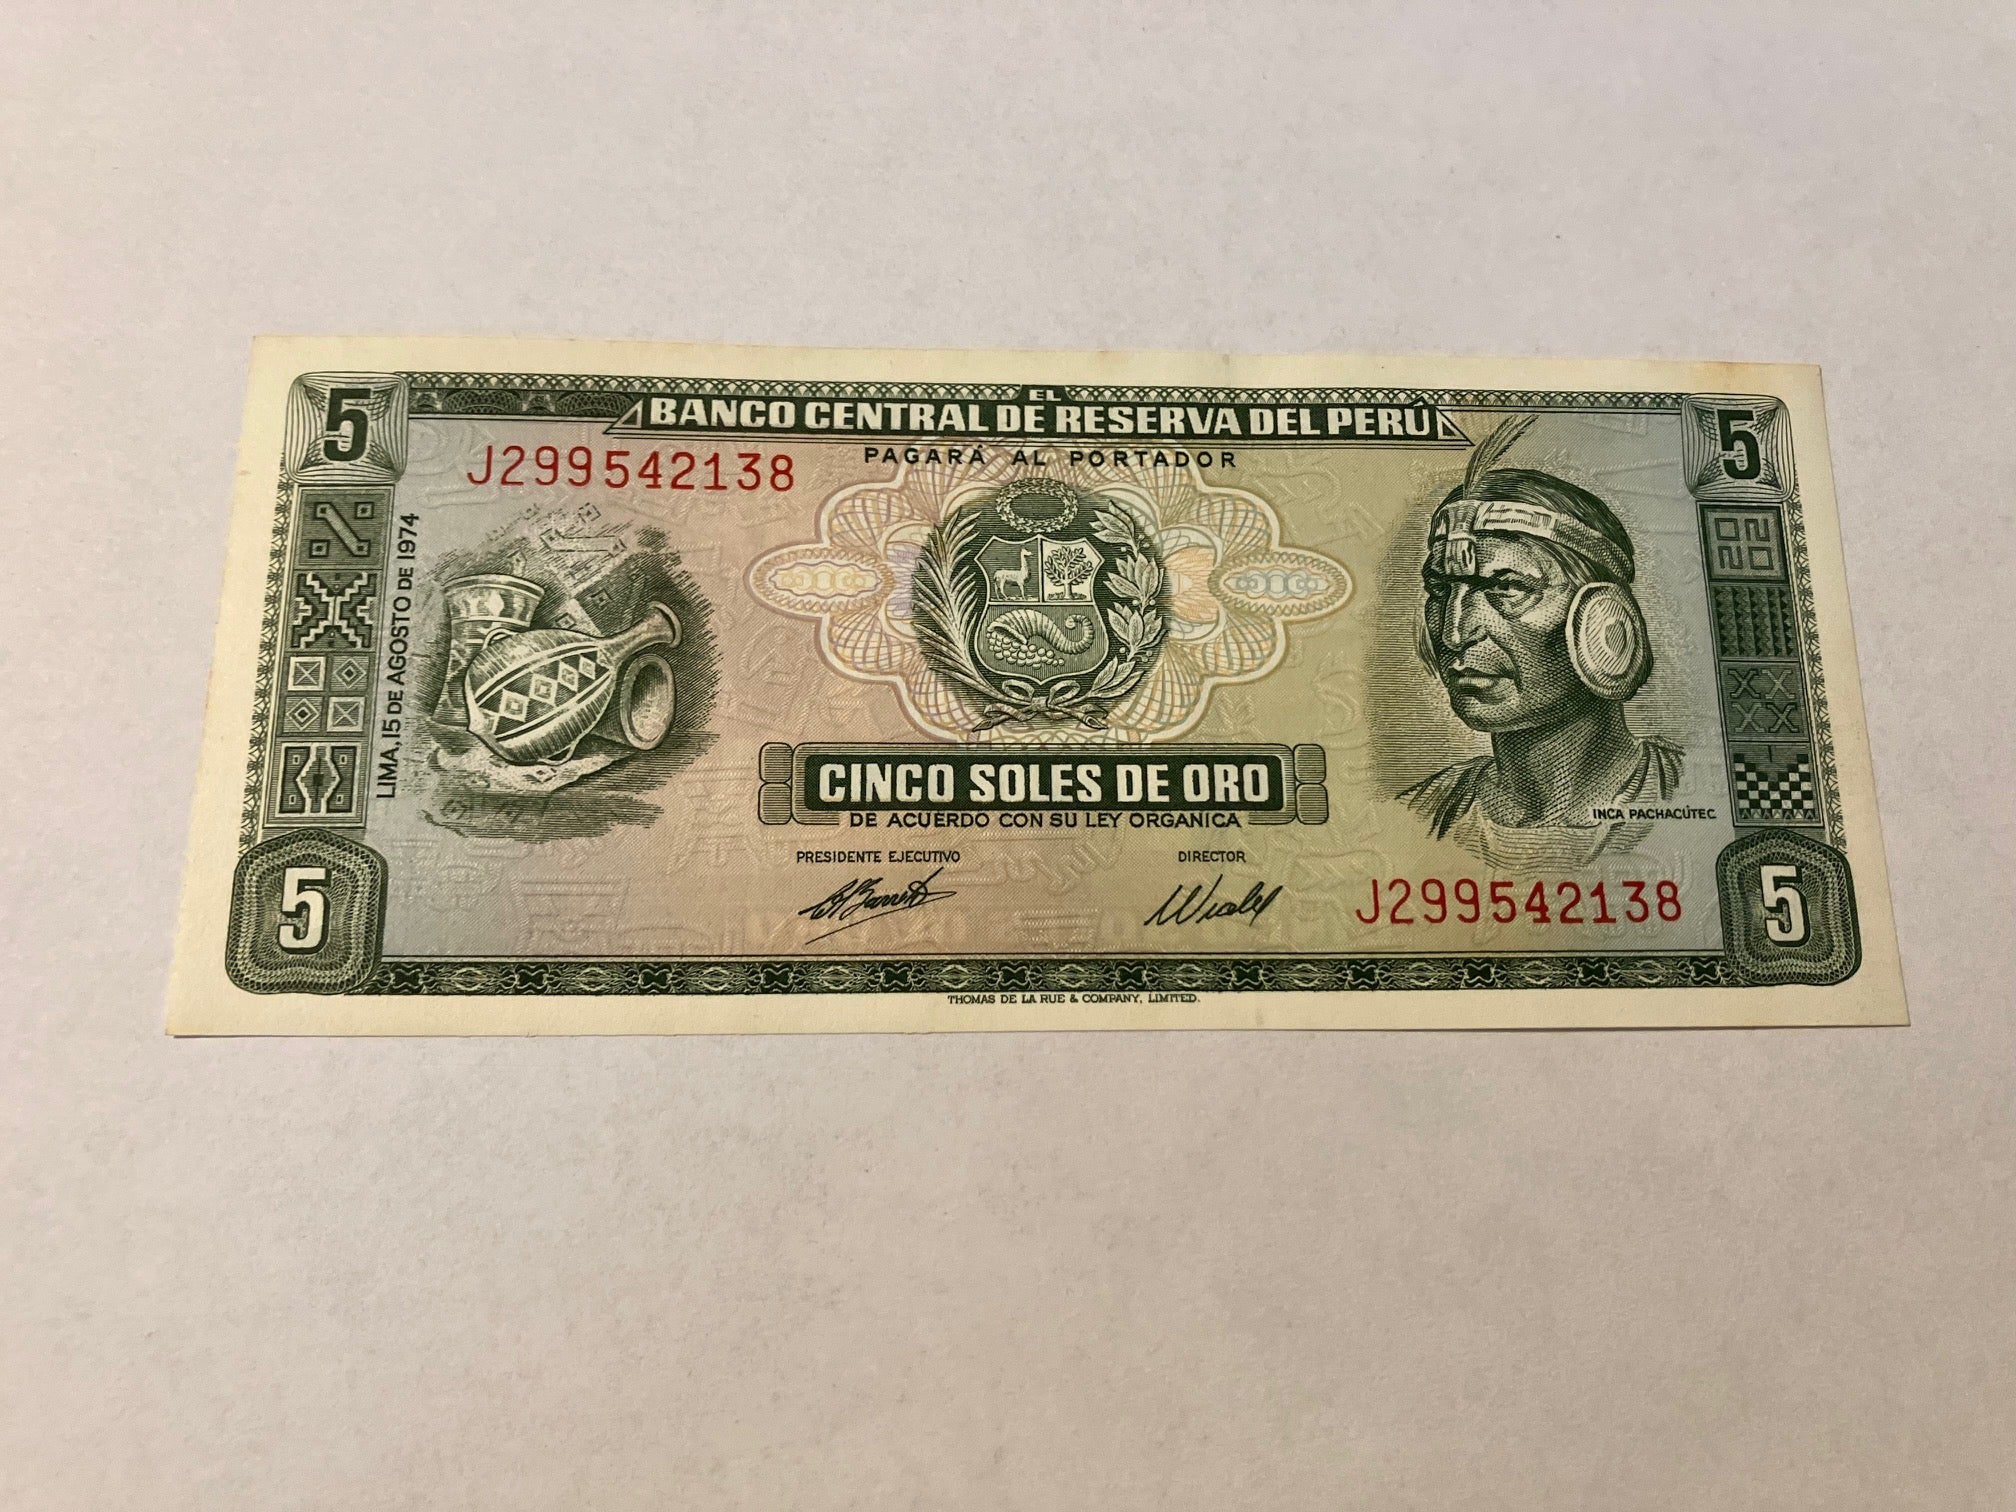 5
EL
BANCO CENTRAL DE RESERVA DEL PERÚ
5
J299542138
PAGARÁ AL PORTADOR
LIMA, 15 DE AGOSTO DE 1974
CINCO SOLES DE ORO
DE ACUERDO CON SU LEY ORGANICA
INCA PACHACÚTEC
PRESIDENTE EJECUTIVO
DIRECTOR
5
J299542138
5
THOMAS DE LA RUE & COMPANY, LIMITED.